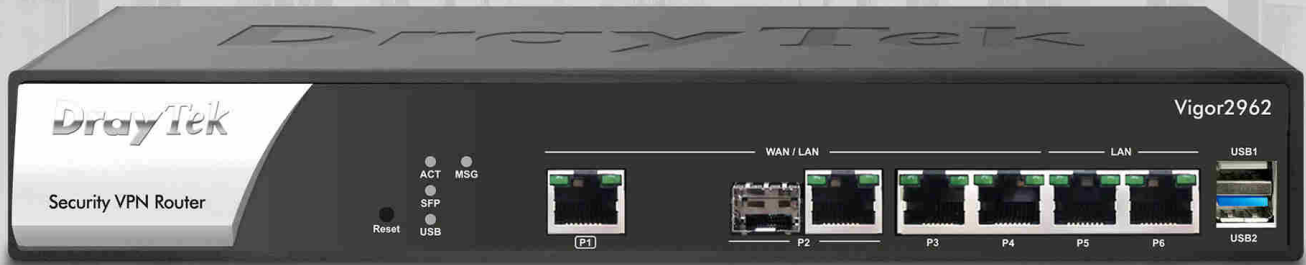 DrayTek
DrayTek
Security VPN Router
Vigor2962
ACT MSG
SFP
USB
Reset
WAN / LAN
LAN
USB1
P1
P2
P3
P4
P5
P6
USB2